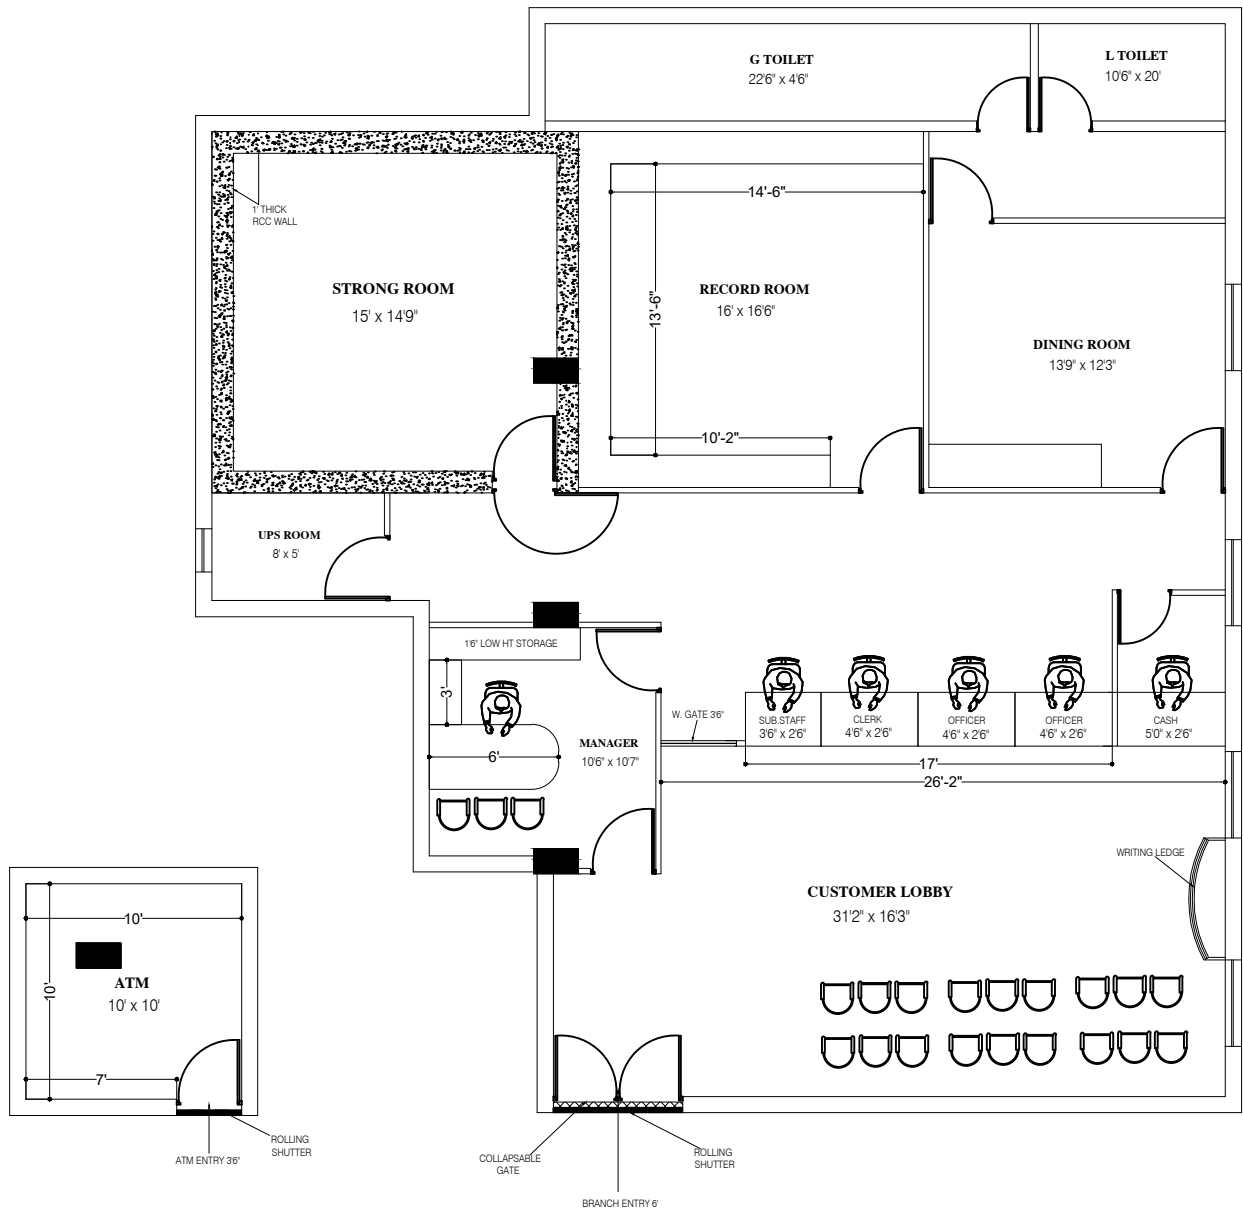 G TOILET
22'6" x 4'6"
L TOILET
10'6" x 20'
1' THICK
RCC WALL
14'-6"
STRONG ROOM
15' x 14'9"
RECORD ROOM
16' x 16'6"
13'-6"
DINING ROOM
13'9" x 12'3"
10'-2"
UPS ROOM
8' x 5'
1'6" LOW HT STORAGE
3'
W. GATE 3'6"
SUB.STAFF
3'6" x 2'6"
CLERK
4'6" x 2'6"
OFFICER
4'6" x 2'6"
OFFICER
4'6" x 2'6"
CASH
5'0" x 2'6"
MANAGER
10'6" x 10'7"
6'
17'
26'-2"
WRITING LEDGE
CUSTOMER LOBBY
31'2" x 16'3"
10'
10'
ATM
10' x 10'
7'
ROLLING
SHUTTER
ATM ENTRY 3'6"
COLLAPSABLE
GATE
ROLLING
SHUTTER
BRANCH ENTRY 6'